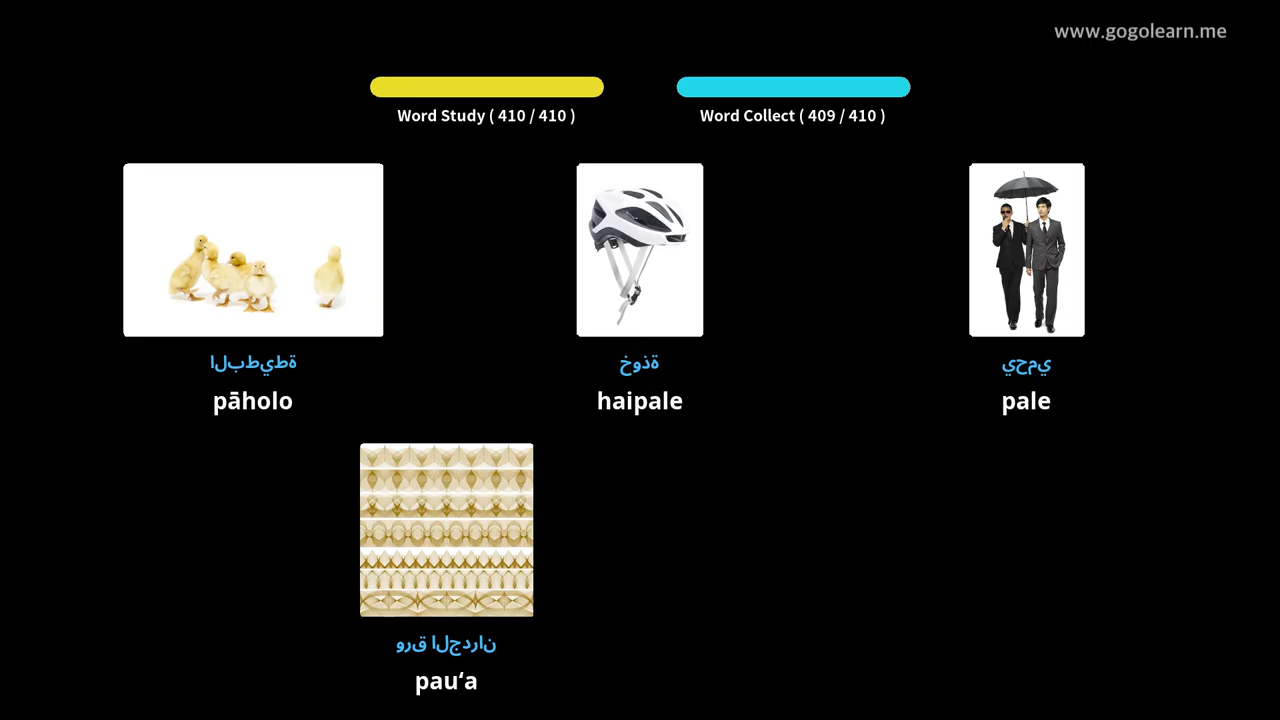 www.gogolearn.me
Word Study ( 410 / 410 )
Word Collect ( 409 / 410 )
البطيطة
خوذة
يحمي
pāholo
haipale
pale
ورق الجدران
pauʻa